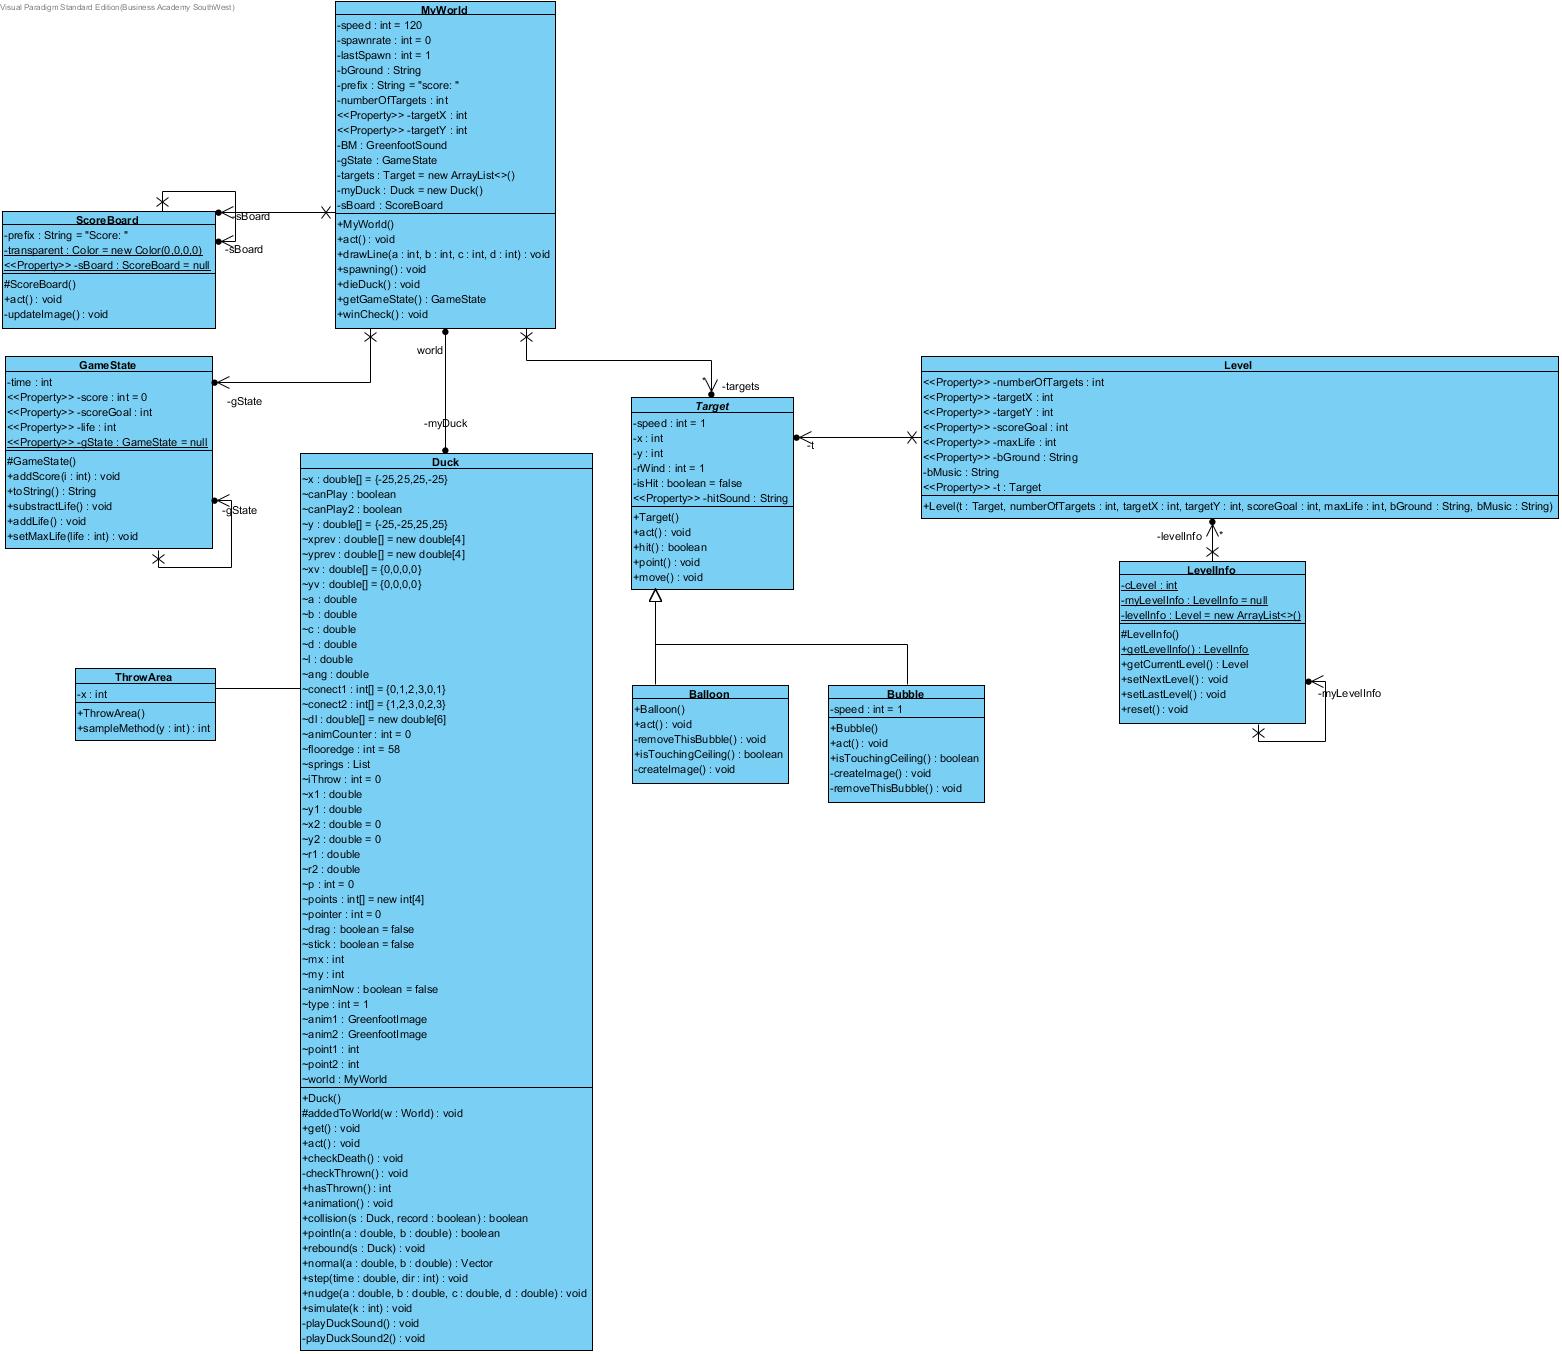 Visual Paradigm Standard Edition(Business Academy SouthWest)
MyWorld
-speed : int = 120
-spawnrate : int = 0
-lastSpawn : int = 1
-bGround : String
-prefix : String = "score: "
-numberOfTargets : int
<<Property>> -targetX : int
<<Property>> -targetY : int
-BM : GreenfootSound
-gState : GameState
-targets : Target = new ArrayList<>()
-myDuck : Duck = new Duck()
-sBoard : ScoreBoard
+MyWorld()
+act() : void
+drawLine(a : int, b : int, c : int, d : int) : void
+spawning() : void
+dieDuck() : void
+getGameState() : GameState
+winCheck() : void
-sBoard
-sBoard
ScoreBoard
-prefix : String = "Score: "
-transparent : Color = new Color(0,0,0,0)
<<Property>> -sBoard : ScoreBoard = null
#ScoreBoard()
+act() : void
-updateImage() : void
world
-myDuck
-gState
-gState
GameState
-time : int
<<Property>> -score : int = 0
<<Property>> -scoreGoal : int
<<Property>> -life : int
<<Property>> -gState : GameState = null
#GameState()
+addScore(i : int) : void
+toString() : String
+substractLife() : void
+addLife() : void
+setMaxLife(life : int) : void
*
-targets
Target
-speed : int = 1
-x : int
-y : int
-rWind : int = 1
-isHit : boolean = false
<<Property>> -hitSound : String
+Target()
+act() : void
+hit() : boolean
+point() : void
+move() : void
-t
Level
<<Property>> -numberOfTargets : int
<<Property>> -targetX : int
<<Property>> -targetY : int
<<Property>> -scoreGoal : int
<<Property>> -maxLife : int
<<Property>> -bGround : String
-bMusic : String
<<Property>> -t : Target
+Level(t : Target, numberOfTargets : int, targetX : int, targetY : int, scoreGoal : int, maxLife : int, bGround : String, bMusic : String)
-levelInfo
*
LevelInfo
-cLevel : int
-myLevelInfo : LevelInfo = null
-levelInfo : Level = new ArrayList<>()
#LevelInfo()
+getLevelInfo() : LevelInfo
+getCurrentLevel() : Level
+setNextLevel() : void
+setLastLevel() : void
+reset() : void
-myLevelInfo
Duck
~x : double[] = {-25,25,25,-25}
~canPlay : boolean
~canPlay2 : boolean
~y : double[] = {-25,-25,25,25}
~xprev : double[] = new double[4]
~yprev : double[] = new double[4]
~xv : double[] = {0,0,0,0}
~yv : double[] = {0,0,0,0}
~a : double
~b : double
~c : double
~d : double
~l : double
~ang : double
~conect1 : int[] = {0,1,2,3,0,1}
~conect2 : int[] = {1,2,3,0,2,3}
~dl : double[] = new double[6]
~animCounter : int = 0
~flooredge : int = 58
~springs : List
~iThrow : int = 0
~x1 : double
~y1 : double
~x2 : double = 0
~y2 : double = 0
~r1 : double
~r2 : double
~p : int = 0
~points : int[] = new int[4]
~pointer : int = 0
~drag : boolean = false
~stick : boolean = false
~mx : int
~my : int
~animNow : boolean = false
~type : int = 1
~anim1 : GreenfootImage
~anim2 : GreenfootImage
~point1 : int
~point2 : int
~world : MyWorld
+Duck()
#addedToWorld(w : World) : void
+get() : void
+act() : void
+checkDeath() : void
-checkThrown() : void
+hasThrown() : int
+animation() : void
+collision(s : Duck, record : boolean) : boolean
+pointIn(a : double, b : double) : boolean
+rebound(s : Duck) : void
+normal(a : double, b : double) : Vector
+step(time : double, dir : int) : void
+nudge(a : double, b : double, c : double, d : double) : void
+simulate(k : int) : void
-playDuckSound() : void
-playDuckSound2() : void
ThrowArea
-x : int
+ThrowArea()
+sampleMethod(y : int) : int
Balloon
+Balloon()
+act() : void
-removeThisBubble() : void
+isTouchingCeiling() : boolean
-createImage() : void
Bubble
-speed : int = 1
+Bubble()
+act() : void
+isTouchingCeiling() : boolean
-createImage() : void
-removeThisBubble() : void